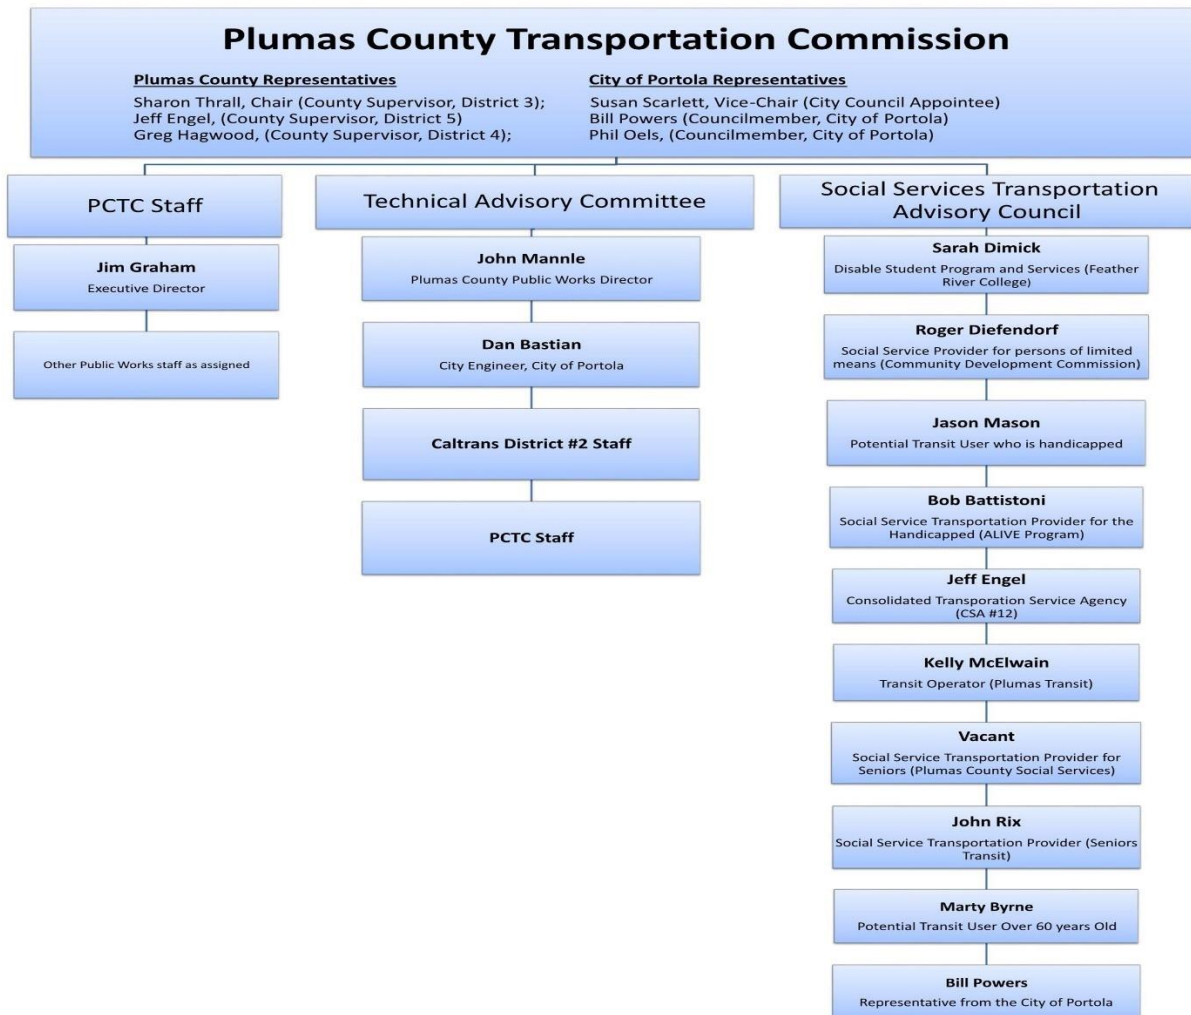 Plumas County Transportation Commission
Plumas County Representatives
Sharon Thrall, Chair (County Supervisor, District 3);
Jeff Engel, (County Supervisor, District 5)
Greg Hagwood, (County Supervisor, District 4);
City of Portola Representatives
Susan Scarlett, Vice-Chair (City Council Appointee)
Bill Powers (Councilmember, City of Portola)
Phil Oels, (Councilmember, City of Portola)
PCTC Staff
Jim Graham
Executive Director
Other Public Works staff as assigned
Technical Advisory Committee
John Mannle
Plumas County Public Works Director
Dan Bastian
City Engineer, City of Portola
Caltrans District #2 Staff
PCTC Staff
Social Services Transportation
Advisory Council
Sarah Dimick
Disable Student Program and Services (Feather
River College)
Roger Diefendorf
Social Service Provider for persons of limited
means (Community Development Commission)
Jason Mason
Potential Transit User who is handicapped
Bob Battistoni
Social Service Transportation Provider for the
Handicapped (ALIVE Program)
Jeff Engel
Consolidated Transporation Service Agency
(CSA #12)
Kelly McElwain
Transit Operator (Plumas Transit)
Vacant
Social Service Transportation Provider for
Seniors (Plumas County Social Services)
John Rix
Social Service Transportation Provider (Seniors
Transit)
Marty Byrne
Potential Transit User Over 60 years Old
Bill Powers
Representative from the City of Portola